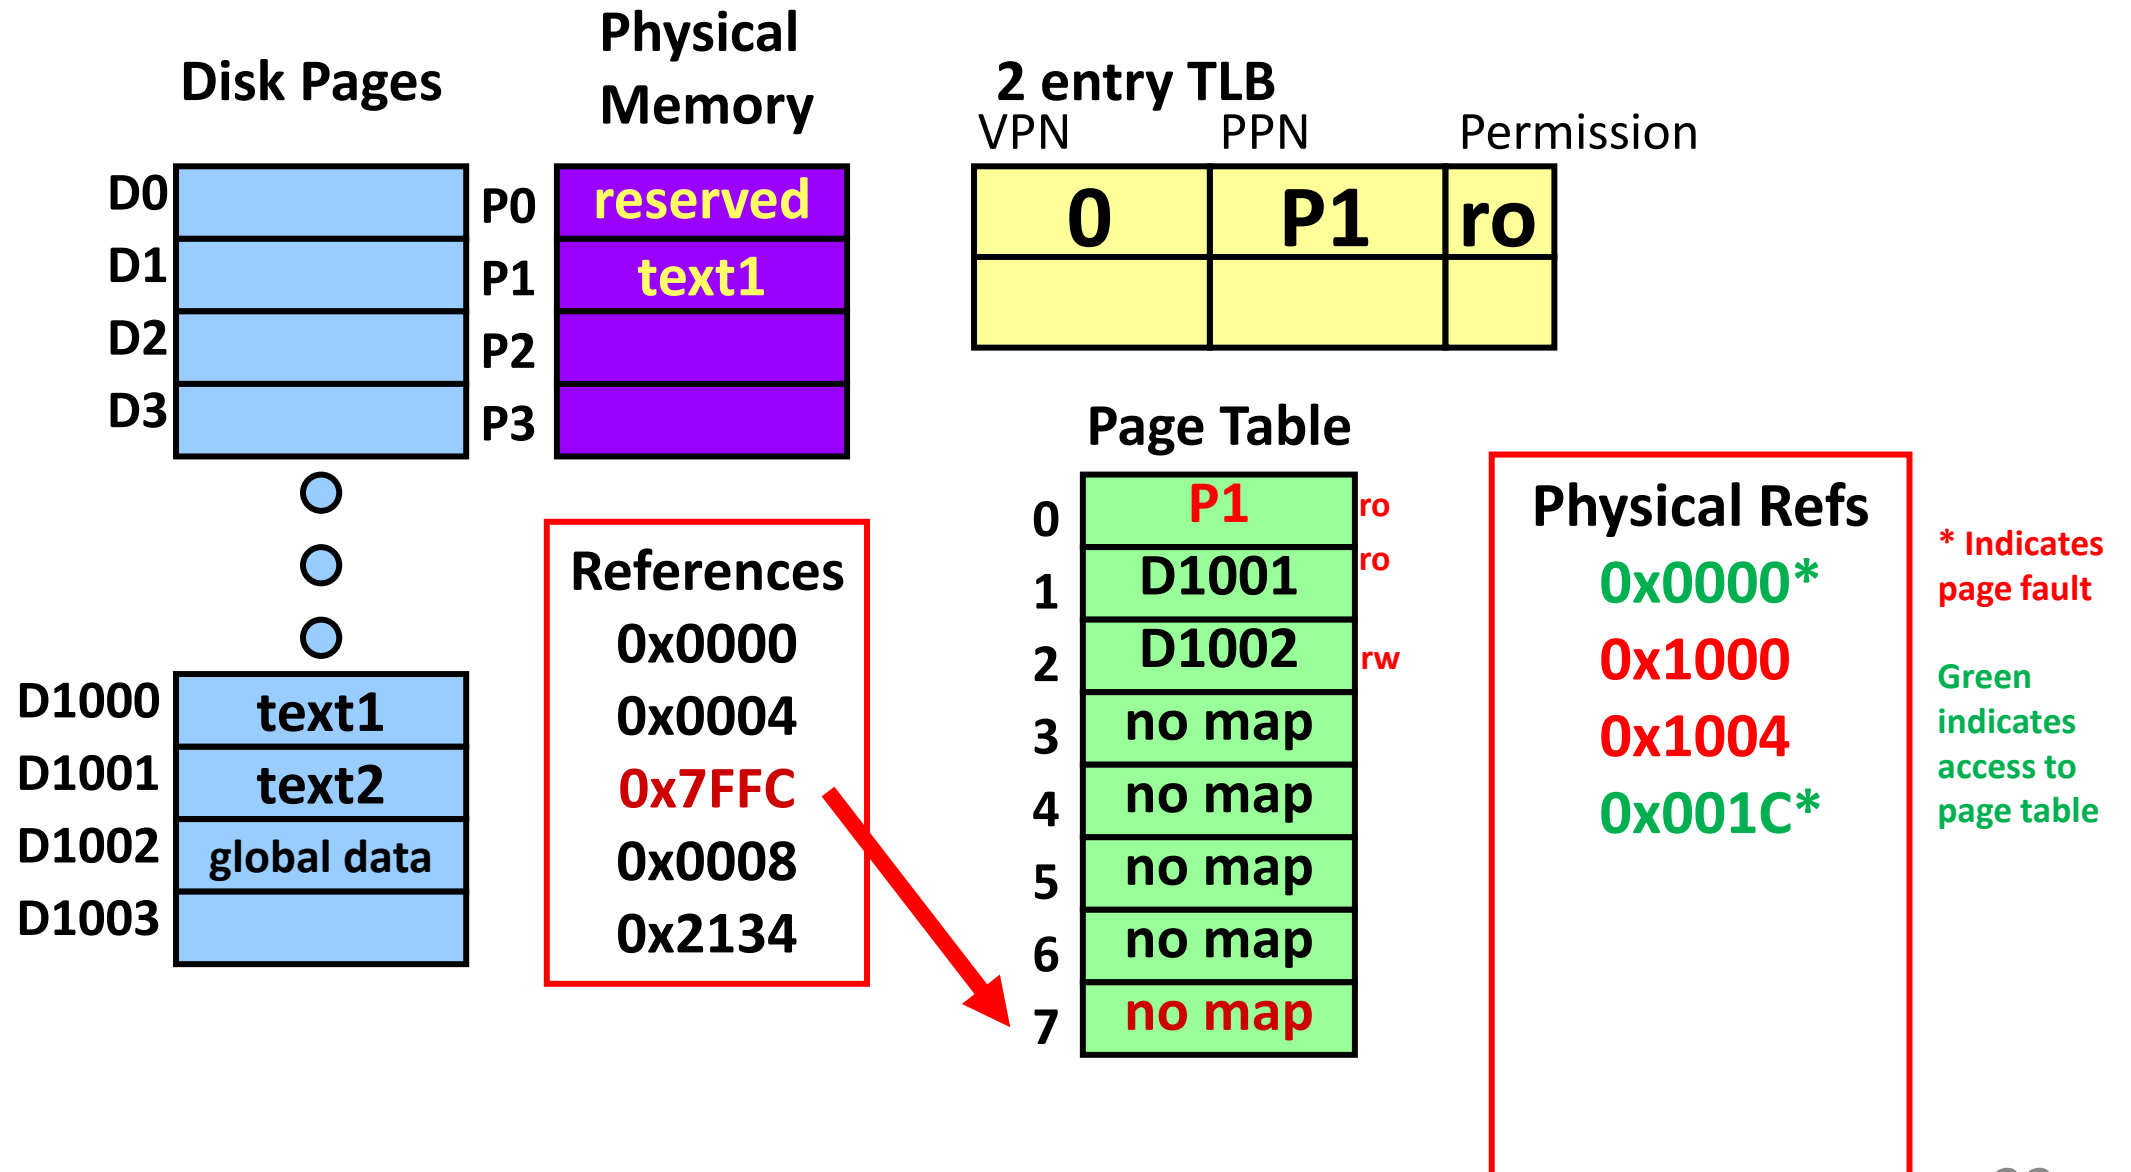 Disk Pages
Physical
Memory
2 entry TLB
VPN PPN Permission
D0
D1
D2
D3
P0 reserved
P1 text1
P2
P3
0 P1 ro
D1000 text1
D1001 text2
D1002 global data
D1003
References
0x0000
0x0004
0x7FFC
0x0008
0x2134
Page Table
0 P1 ro
1 D1001 ro
2 D1002 rw
3 no map
4 no map
5 no map
6 no map
7 no map
Physical Refs
0x0000*
0x1000
0x1004
0x001C*
* Indicates
page fault
Green
indicates
access to
page table